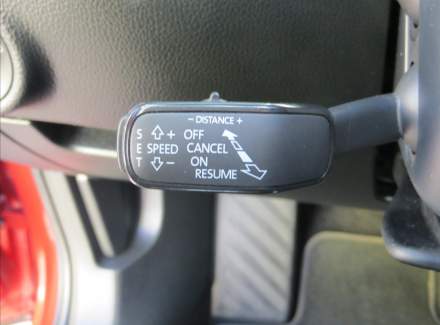 − DISTANCE +
S ⇧ + OFF
E SPEED CANCEL
T ⇩ − ON
RESUME